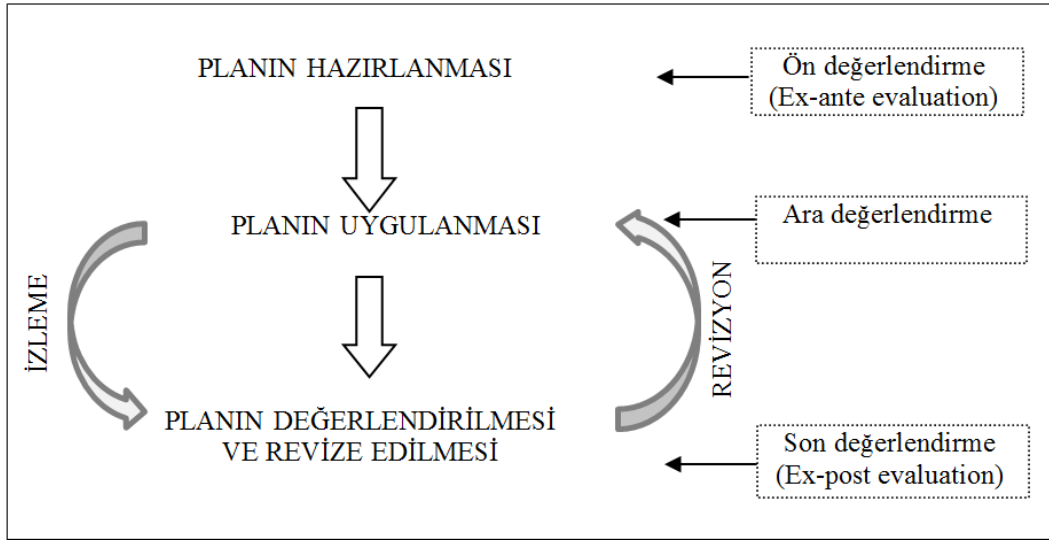 PLANIN HAZIRLANMASI
Ön değerlendirme
(Ex-ante evaluation)
PLANIN UYGULANMASI
Ara değerlendirme
İZLEME
REVİZYON
PLANIN DEĞERLENDİRİLMESİ
VE REVİZE EDİLMESİ
Son değerlendirme
(Ex-post evaluation)